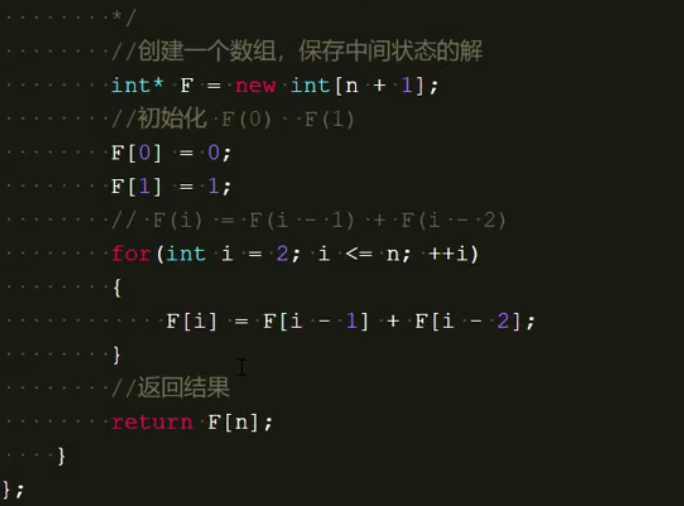 */
//创建一个数组，保存中间状态的解
int* F = new int[n + 1];
//初始化 F(0)  F(1)
F[0] = 0;
F[1] = 1;
// F(i) = F(i - 1) + F(i - 2)
for(int i = 2; i <= n; ++i)
{
F[i] = F[i - 1] + F[i - 2];
}
//返回结果
return F[n];
}
};